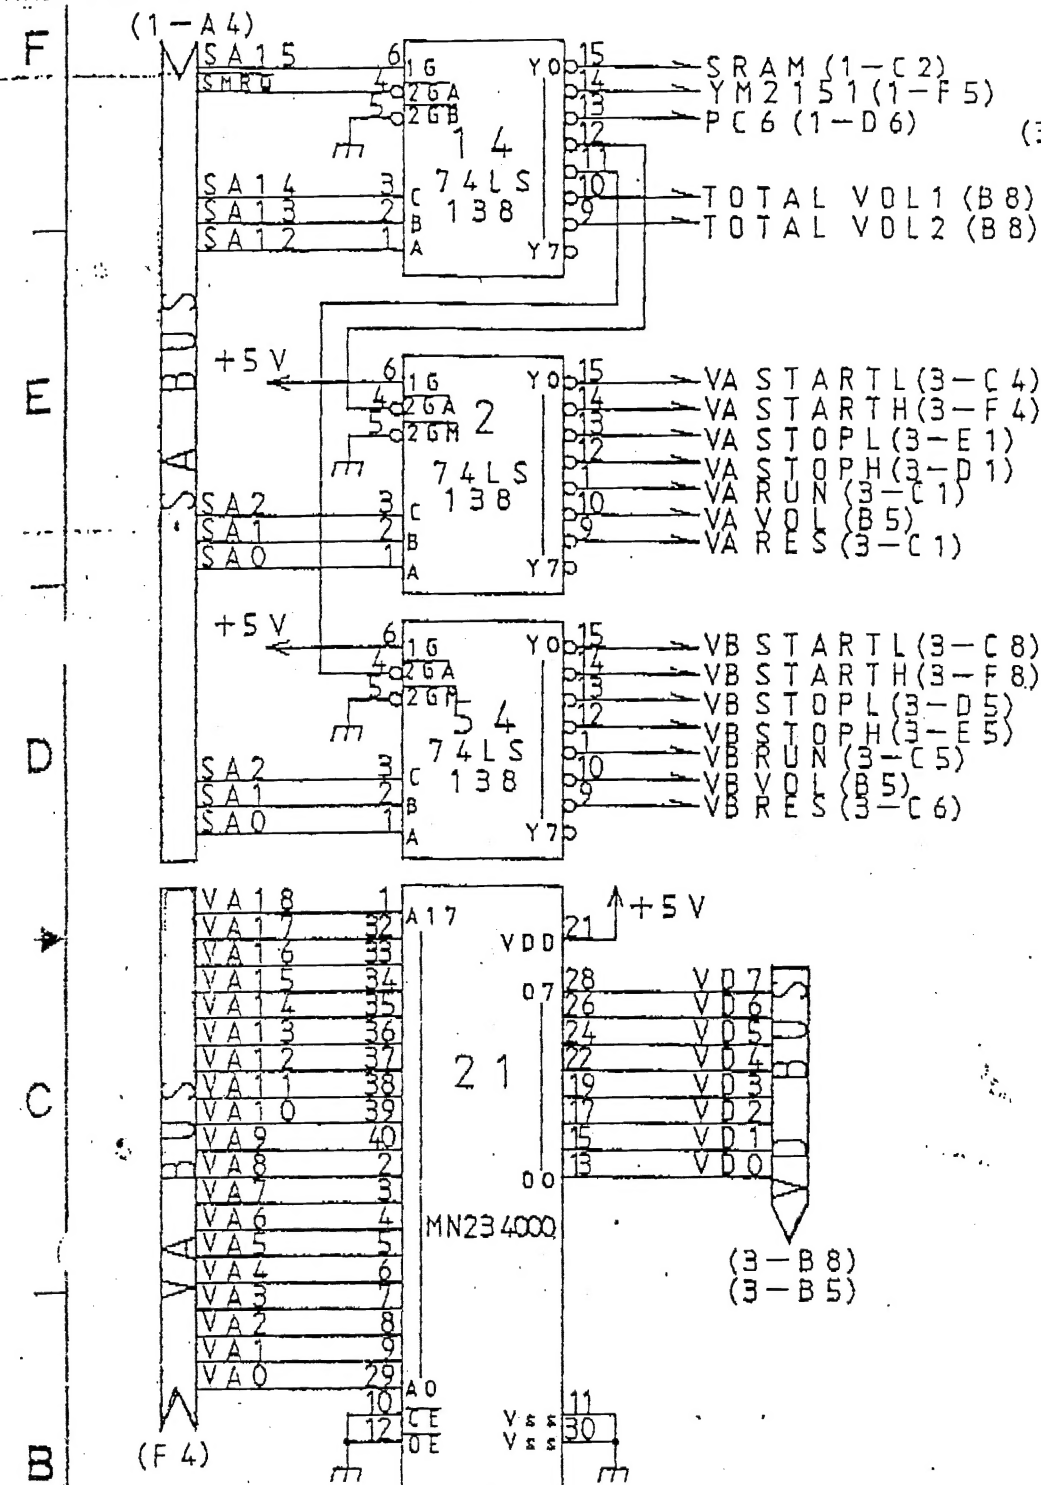 F
(1-A4)
SA15 6 1G Y0 15 SRAM (1-C2)
SMRQ 4 2GA 14 YM2151 (1-F5)
5 2GB 13 PC6 (1-D6)
(3
12
14
11
74LS
138
SA14 3 C 10 TOTAL VOL1 (B8)
SA13 2 B 9 TOTAL VOL2 (B8)
SA12 1 A Y7
SA BUS
E
+5V 6 1G Y0 15 VA STARTL (3-C4)
4 2GA 14 VA STARTH (3-F4)
5 2GM 2 13 VA STOPL (3-E1)
74LS 12 VA STOPH (3-D1)
138 11 VA RUN (3-C1)
SA2 3 C 10 VA VOL (B5)
SA1 2 B 9 VA RES (3-C1)
SA0 1 A Y7
D
+5V 6 1G Y0 15 VB STARTL (3-C8)
4 2GA 14 VB STARTH (3-F8)
5 2GM 54 13 VB STOPL (3-D5)
74LS 12 VB STOPH (3-E5)
138 11 VB RUN (3-C5)
SA2 3 C 10 VB VOL (B5)
SA1 2 B 9 VB RES (3-C6)
SA0 1 A Y7
C
VA BUS
VA18 1 A17
VA17 32
VA16 33
VA15 34
VA14 35
VA13 36
VA12 37
VA11 38
VA10 39
VA9 40
VA8 2
VA7 3
VA6 4
VA5 5
VA4 6
VA3 7
VA2 8
VA1 9
VA0 29 A0
10 CE
12 OE
21
MN234000
+5V
VDD 21
07 28 VD7
26 VD6
24 VD5
22 VD4
19 VD3
17 VD2
15 VD1
00 13 VD0
VD BUS
(3-B8)
(3-B5)
Vss 11
Vss 30
(F4)
B